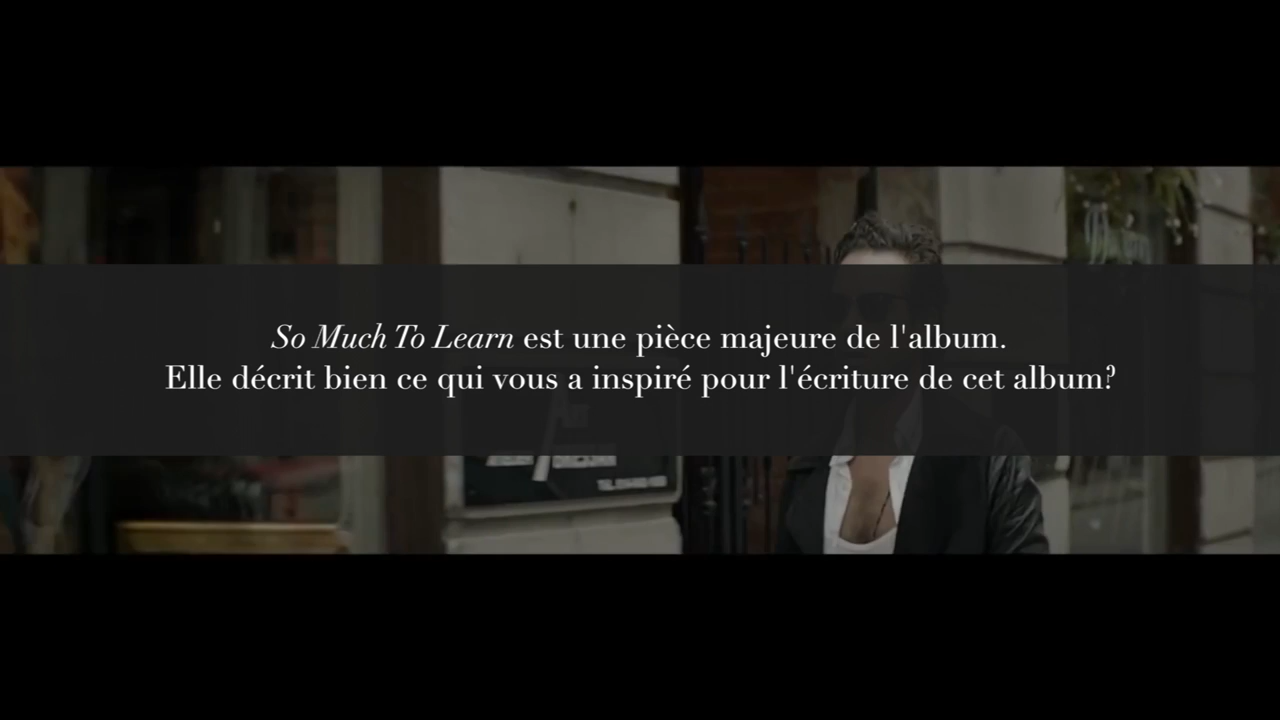 So Much To Learn est une pièce majeure de l'album.
Elle décrit bien ce qui vous a inspiré pour l'écriture de cet album?